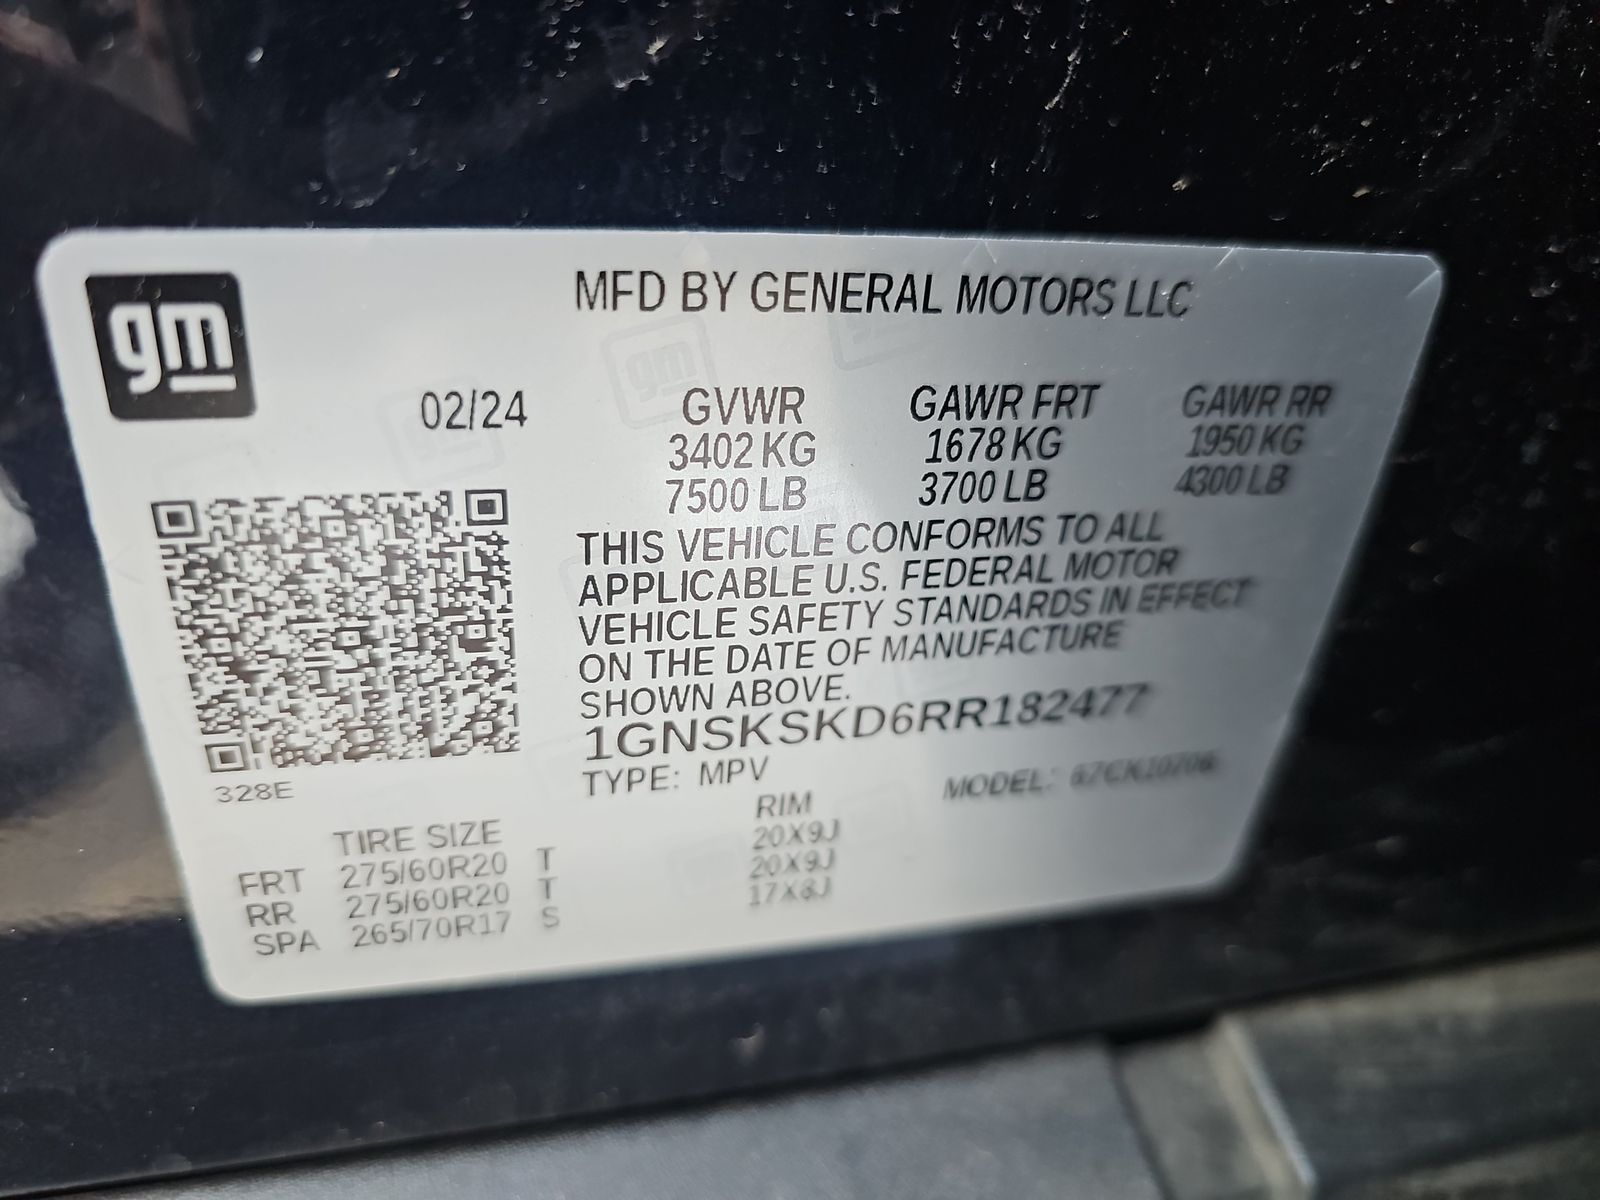 gm
MFD BY GENERAL MOTORS LLC
02/24 GVWR GAWR FRT GAWR RR
3402 KG 1678 KG 1950 KG
7500 LB 3700 LB 4300 LB
THIS VEHICLE CONFORMS TO ALL
APPLICABLE U.S. FEDERAL MOTOR
VEHICLE SAFETY STANDARDS IN EFFECT
ON THE DATE OF MANUFACTURE
SHOWN ABOVE.
1GNSKSKD6RR182477
328E
TYPE: MPV MODEL:
TIRE SIZE RIM
FRT 275/60R20 T 20X9J
RR 275/60R20 T 20X9J
SPA 265/70R17 S 17X8J